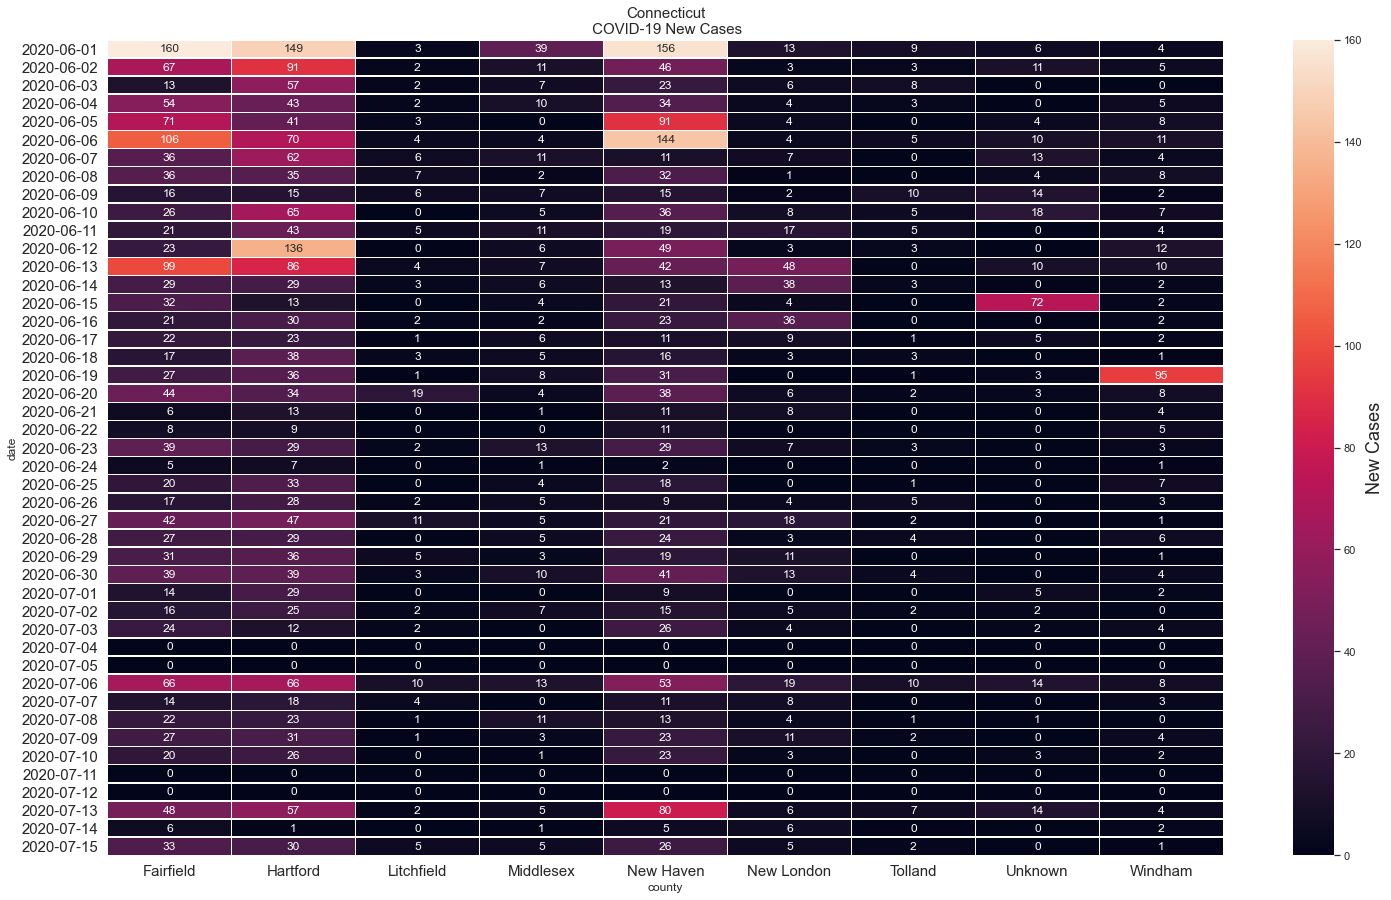 Connecticut
COVID-19 New Cases
2020-06-01 160 149 3 39 156 13 9 6 4
2020-06-02 67 91 2 11 46 3 3 11 5
2020-06-03 13 57 2 7 23 6 8 0 0
2020-06-04 54 43 2 10 34 4 3 0 5
2020-06-05 71 41 3 0 91 4 0 4 8
2020-06-06 106 70 4 4 144 4 5 10 11
2020-06-07 36 62 6 11 11 7 0 13 4
2020-06-08 36 35 7 2 32 1 0 4 8
2020-06-09 16 15 6 7 15 2 10 14 2
2020-06-10 26 65 0 5 36 8 5 18 7
2020-06-11 21 43 5 11 19 17 5 0 4
2020-06-12 23 136 0 6 49 3 3 0 12
2020-06-13 99 86 4 7 42 48 0 10 10
2020-06-14 29 29 3 6 13 38 3 0 2
2020-06-15 32 13 0 4 21 4 0 72 2
2020-06-16 21 30 2 2 23 36 0 0 2
2020-06-17 22 23 1 6 11 9 1 5 2
2020-06-18 17 38 3 5 16 3 3 0 1
2020-06-19 27 36 1 8 31 0 1 3 95
2020-06-20 44 34 19 4 38 6 2 3 8
2020-06-21 6 13 0 1 11 8 0 0 4
2020-06-22 8 9 0 0 11 0 0 0 5
2020-06-23 39 29 2 13 29 7 3 0 3
2020-06-24 5 7 0 1 2 0 0 0 1
2020-06-25 20 33 0 4 18 0 1 0 7
2020-06-26 17 28 2 5 9 4 5 0 3
2020-06-27 42 47 11 5 21 18 2 0 1
2020-06-28 27 29 0 5 24 3 4 0 6
2020-06-29 31 36 5 3 19 11 0 0 1
2020-06-30 39 39 3 10 41 13 4 0 4
2020-07-01 14 29 0 0 9 0 0 5 2
2020-07-02 16 25 2 7 15 5 2 2 0
2020-07-03 24 12 2 0 26 4 0 2 4
2020-07-04 0 0 0 0 0 0 0 0 0
2020-07-05 0 0 0 0 0 0 0 0 0
2020-07-06 66 66 10 13 53 19 10 14 8
2020-07-07 14 18 4 0 11 8 0 0 3
2020-07-08 22 23 1 11 13 4 1 1 0
2020-07-09 27 31 1 3 23 11 2 0 4
2020-07-10 20 26 0 1 23 3 0 3 2
2020-07-11 0 0 0 0 0 0 0 0 0
2020-07-12 0 0 0 0 0 0 0 0 0
2020-07-13 48 57 2 5 80 6 7 14 4
2020-07-14 6 1 0 1 5 6 0 0 2
2020-07-15 33 30 5 5 26 5 2 0 1
Fairfield Hartford Litchfield Middlesex New Haven New London Tolland Unknown Windham
county
date
160
140
120
100
80
60
40
20
0
New Cases